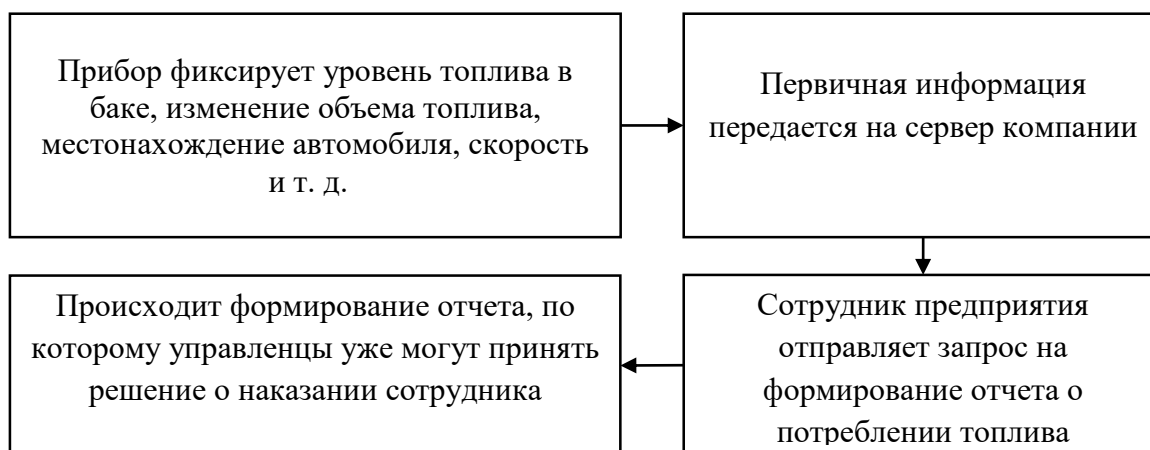 Прибор фиксирует уровень топлива в
баке, изменение объема топлива,
местонахождение автомобиля, скорость
и т. д.
Первичная информация
передается на сервер компании
Сотрудник предприятия
отправляет запрос на
формирование отчета о
потреблении топлива
Происходит формирование отчета, по
которому управленцы уже могут принять
решение о наказании сотрудника